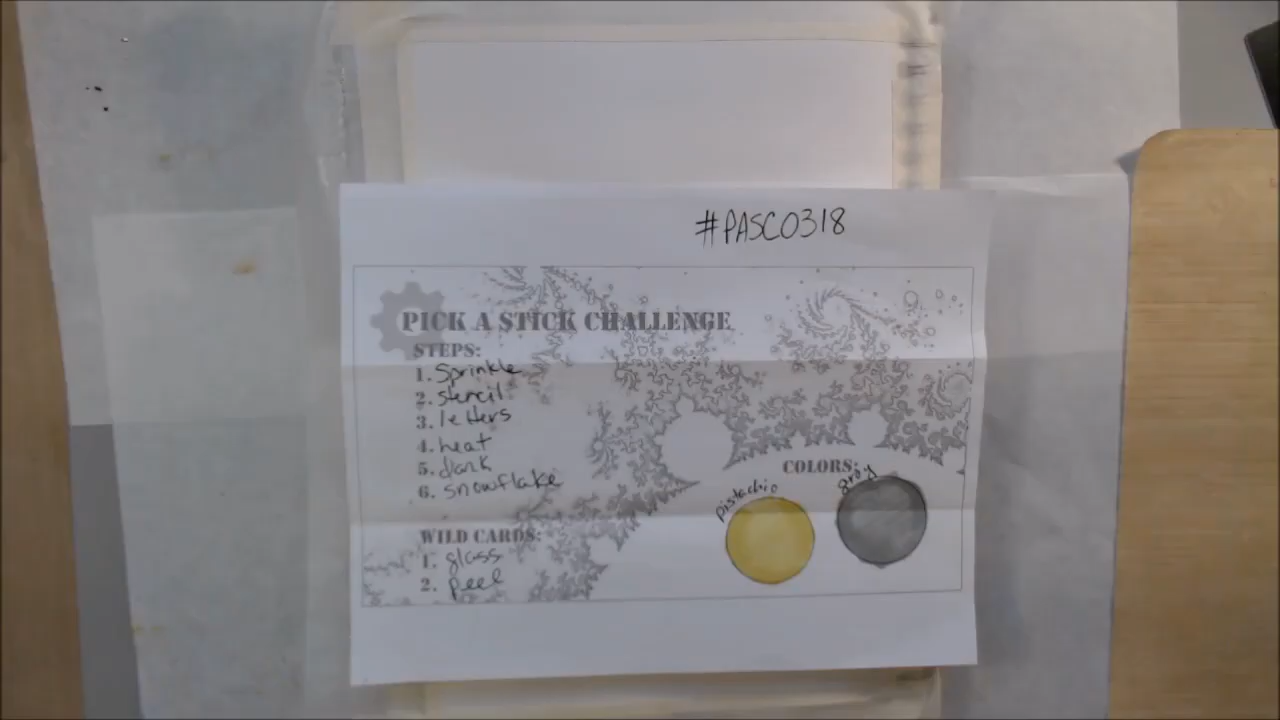 #PASC0318
PICK A STICK CHALLENGE
STEPS:
1. Sprinkle
2. stencil
3. letters
4. heat
5. dark
6. snowflake
COLORS:
pistachio
gray
WILD CARDS:
1. glass
2. peel